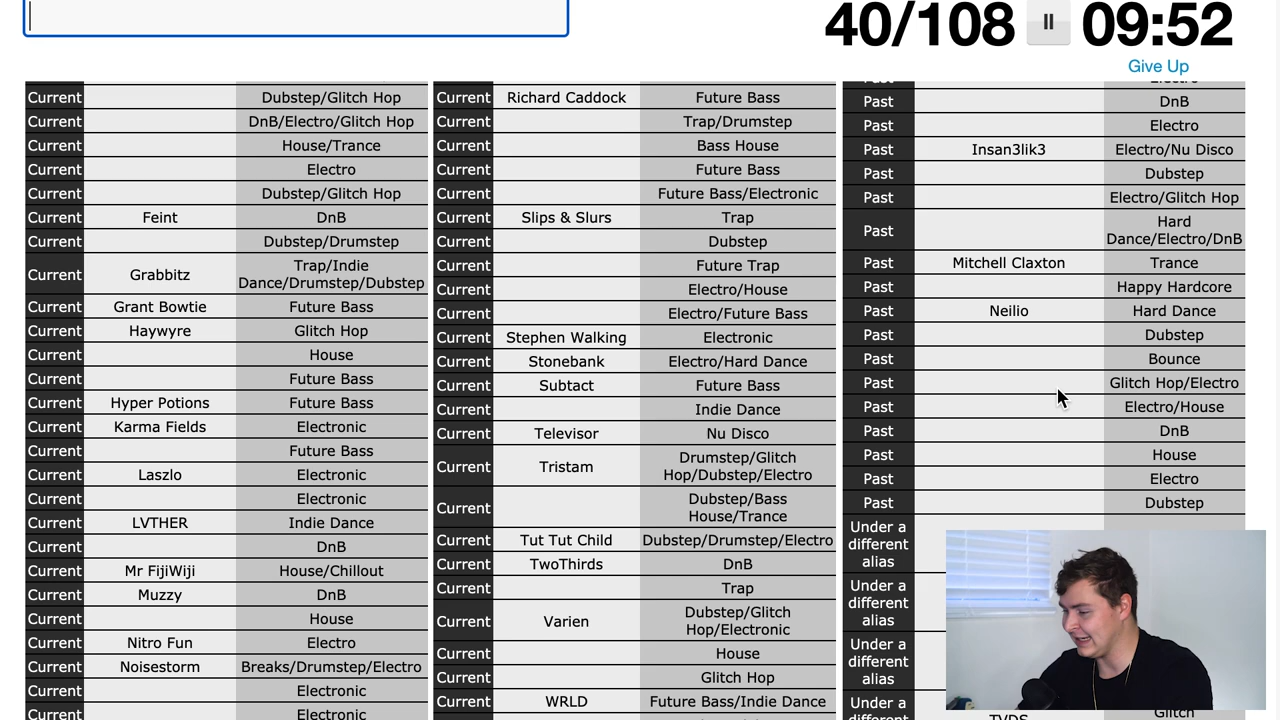 40/108
09:52
Give Up
Current Dubstep/Glitch Hop
Current DnB/Electro/Glitch Hop
Current House/Trance
Current Electro
Current Dubstep/Glitch Hop
Current Feint DnB
Current Dubstep/Drumstep
Current Grabbitz Trap/Indie
Dance/Drumstep/Dubstep
Current Grant Bowtie Future Bass
Current Haywyre Glitch Hop
Current House
Current Future Bass
Current Hyper Potions Future Bass
Current Karma Fields Electronic
Current Future Bass
Current Laszlo Electronic
Current Electronic
Current LVTHER Indie Dance
Current DnB
Current Mr FijiWiji House/Chillout
Current Muzzy DnB
Current House
Current Nitro Fun Electro
Current Noisestorm Breaks/Drumstep/Electro
Current Electronic
Current Electronic
Current Richard Caddock Future Bass
Current Trap/Drumstep
Current Bass House
Current Future Bass
Current Future Bass/Electronic
Current Slips & Slurs Trap
Current Dubstep
Current Future Trap
Current Electro/House
Current Electro/Future Bass
Current Stephen Walking Electronic
Current Stonebank Electro/Hard Dance
Current Subtact Future Bass
Current Indie Dance
Current Televisor Nu Disco
Current Tristam Drumstep/Glitch
Hop/Dubstep/Electro
Current Dubstep/Bass
House/Trance
Current Tut Tut Child Dubstep/Drumstep/Electro
Current TwoThirds DnB
Current Trap
Current Varien Dubstep/Glitch
Hop/Electronic
Current House
Current Glitch Hop
Current WRLD Future Bass/Indie Dance
Past Electro
Past DnB
Past Electro
Past Insan3lik3 Electro/Nu Disco
Past Dubstep
Past Electro/Glitch Hop
Past Hard
Dance/Electro/DnB
Past Mitchell Claxton Trance
Past Happy Hardcore
Past Neilio Hard Dance
Past Dubstep
Past Bounce
Past Glitch Hop/Electro
Past Electro/House
Past DnB
Past House
Past Electro
Past Dubstep
Under a
different
alias
Under a
different
alias
Under a
different
alias
Under a
different
TVDS
Glitch